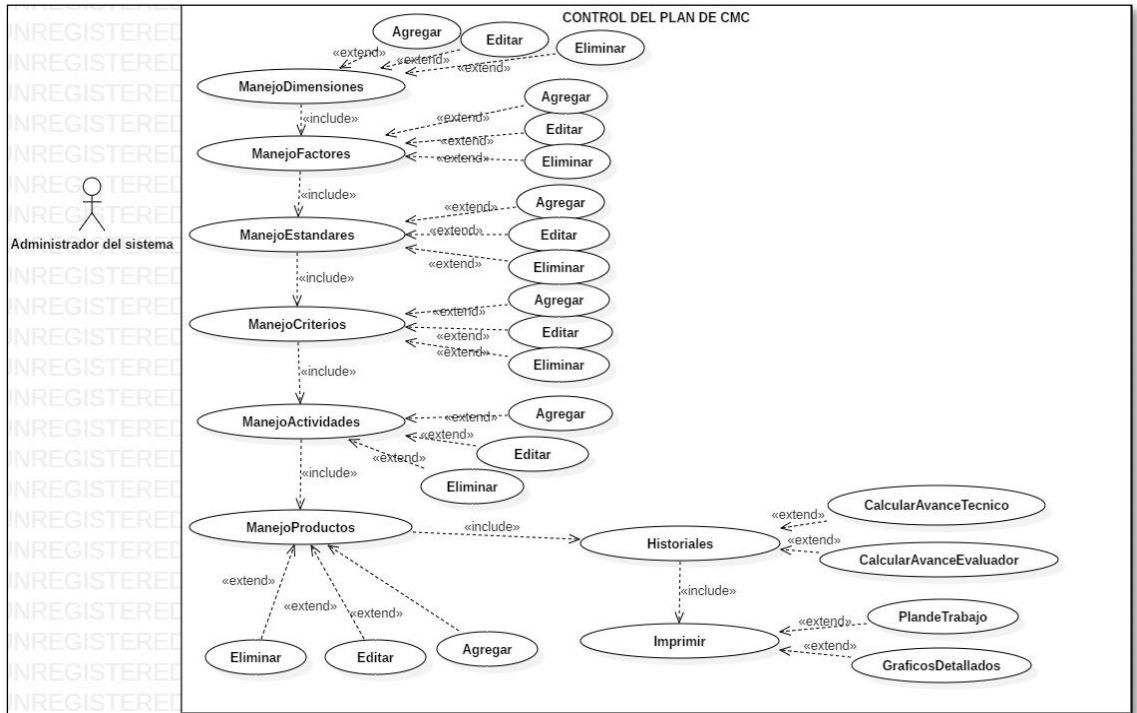 CONTROL DEL PLAN DE CMC
Agregar
Editar
Eliminar
«extend»
«extend»
«extend»
ManejoDimensiones
«include»
Agregar
«extend»
Editar
«extend»
ManejoFactores
«extend»
Eliminar
«include»
Agregar
«extend»
Administrador del sistema
ManejoEstandares
«extend»
Editar
«extend»
Eliminar
«include»
Agregar
«extend»
ManejoCriterios
Editar
«extend»
«extend»
Eliminar
«include»
Agregar
«extend»
ManejoActividades
«extend»
Editar
«extend»
Eliminar
«include»
CalcularAvanceTecnico
«extend»
ManejoProductos
«include»
Historiales
«extend»
CalcularAvanceEvaluador
«extend»
«extend»
«extend»
«include»
PlandeTrabajo
«extend»
Imprimir
Eliminar
Editar
Agregar
«extend»
GraficosDetallados
UNREGISTERED